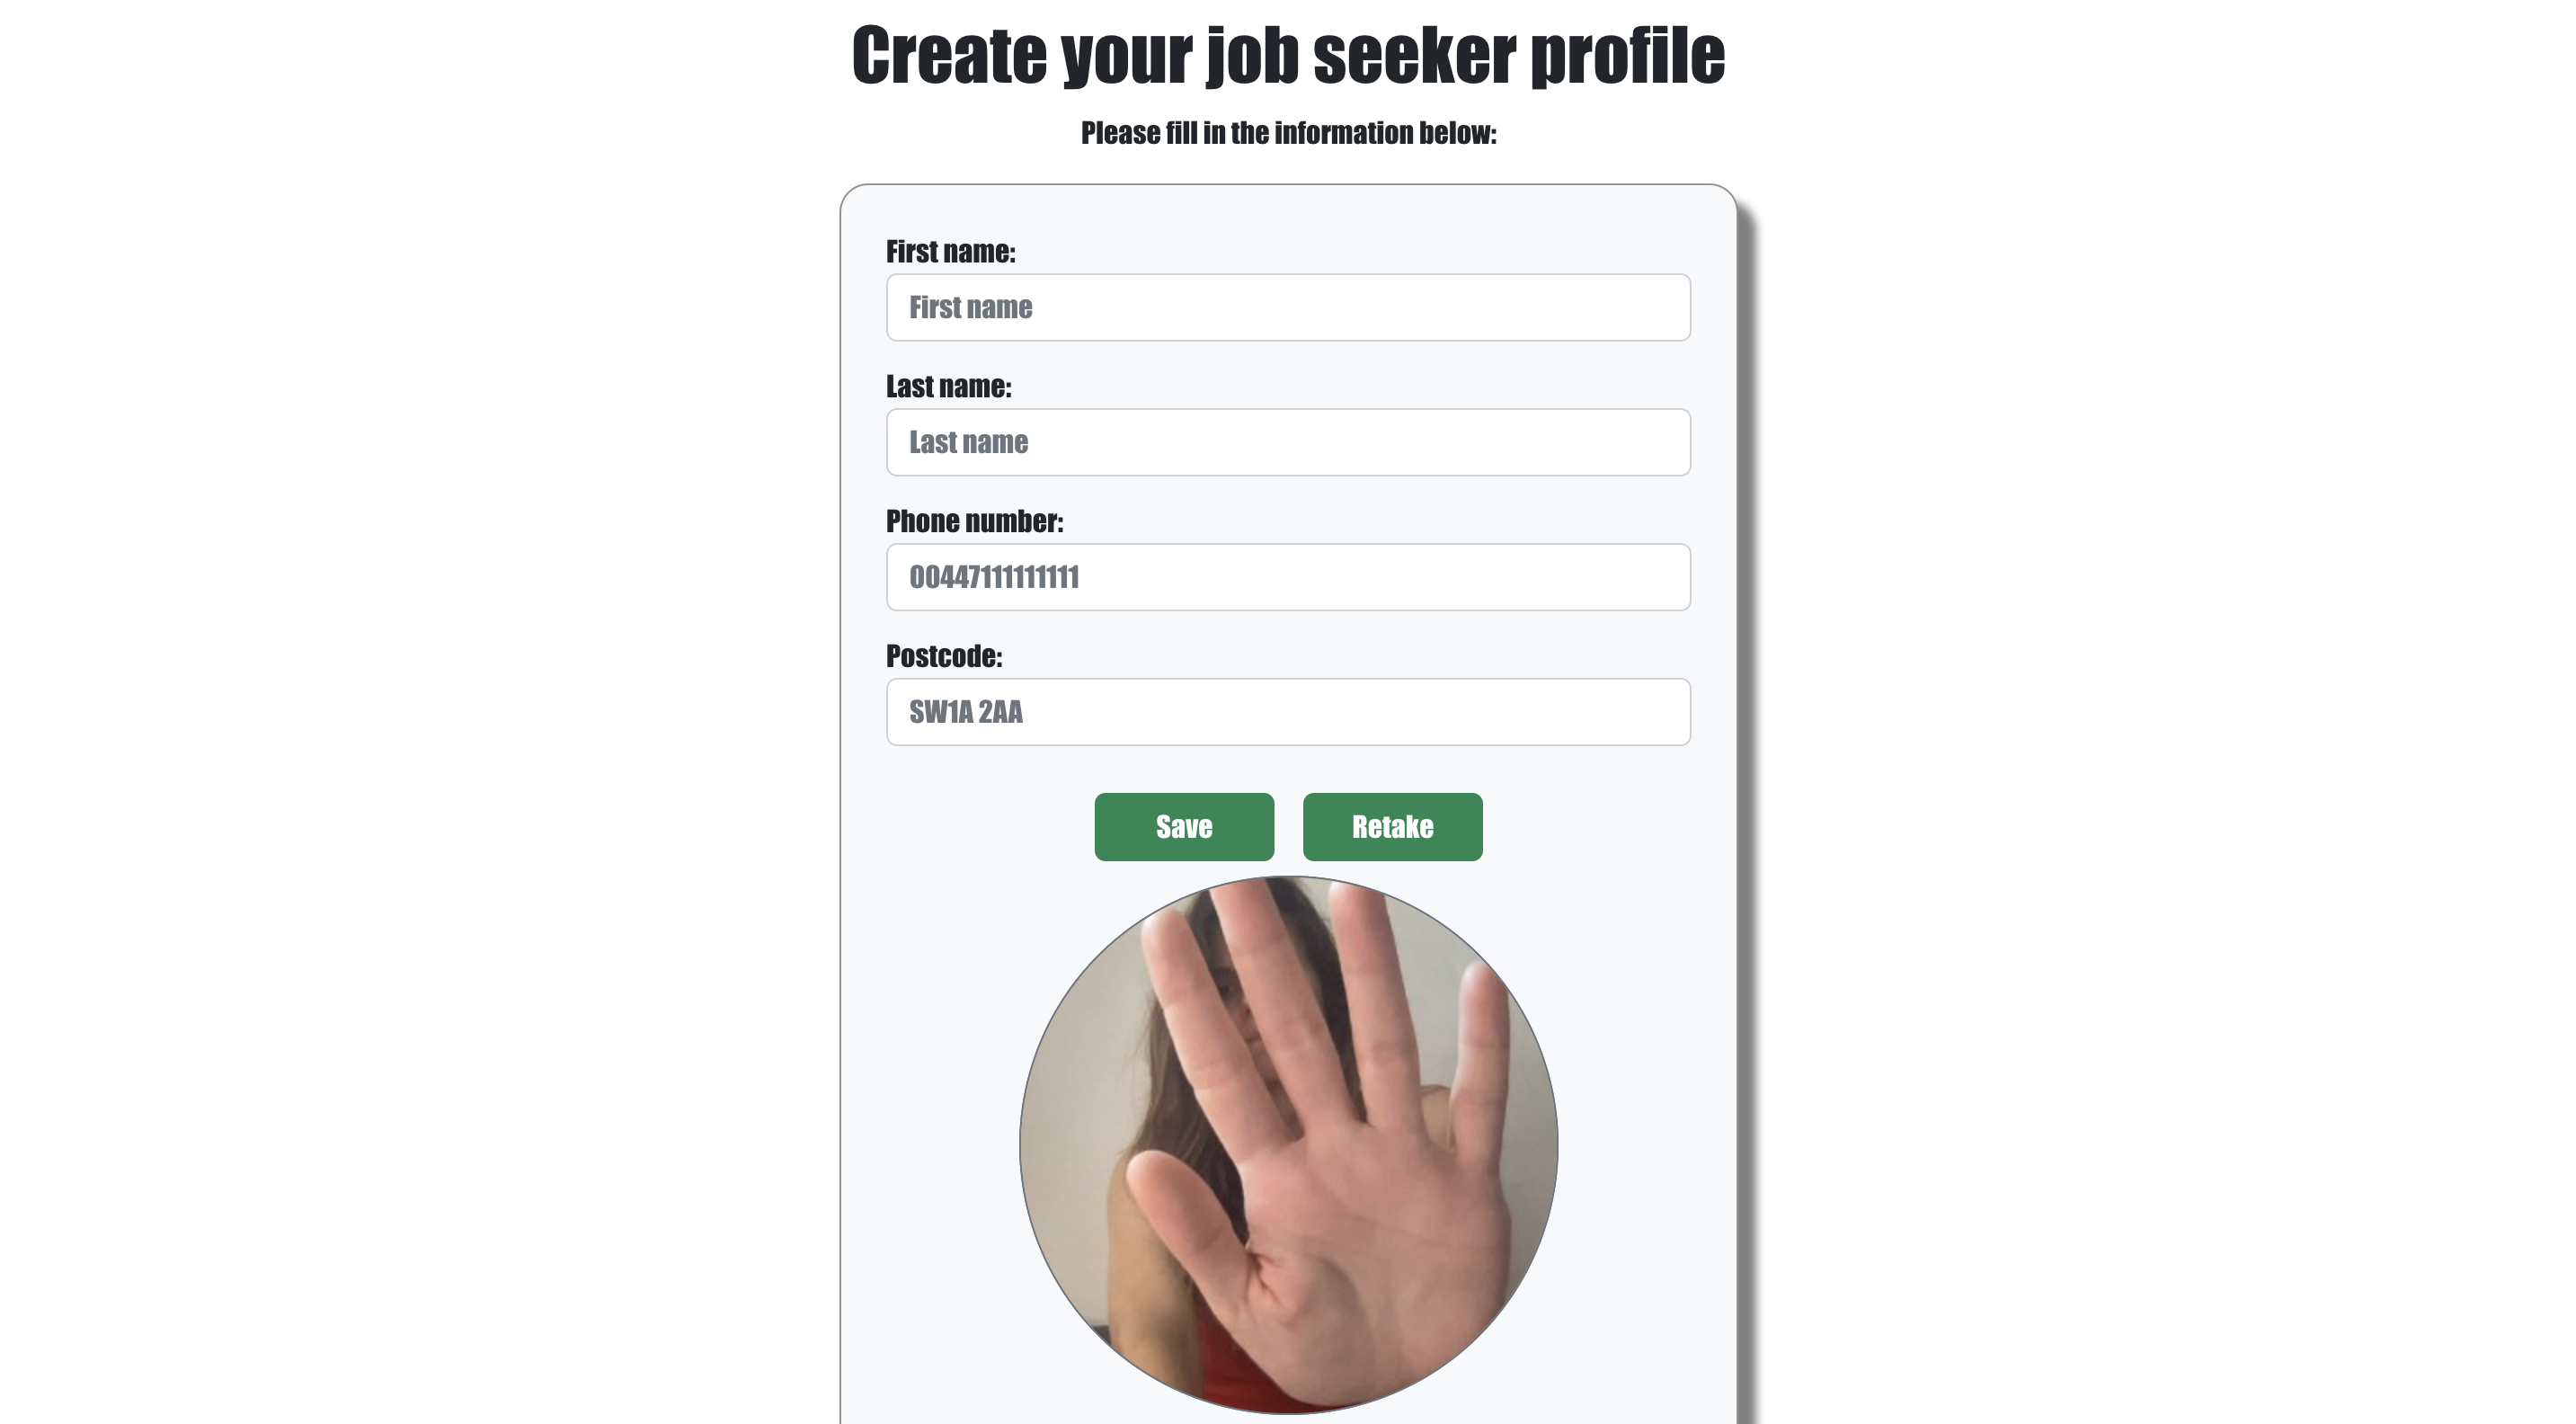 Create your job seeker profile
Please fill in the information below:
First name:
First name
Last name:
Last name
Phone number:
00447111111111
Postcode:
SW1A 2AA
Save Retake